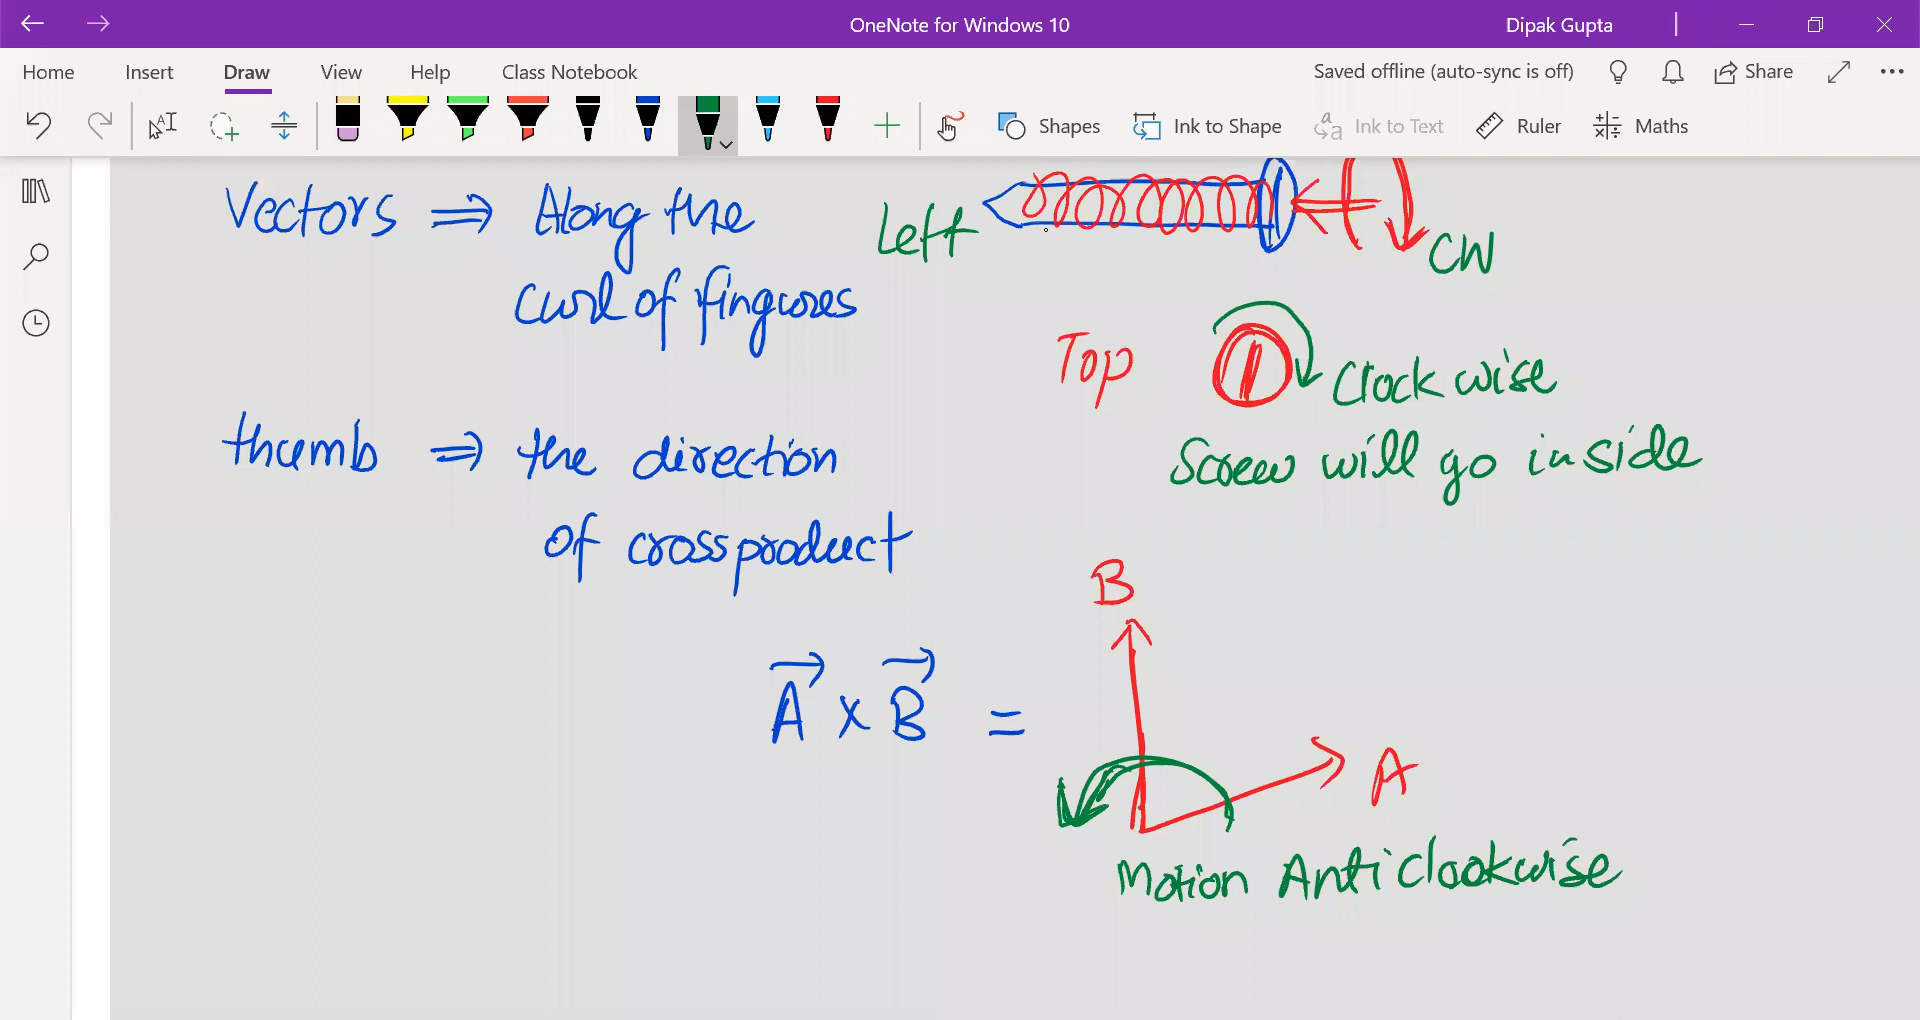 OneNote for Windows 10
Dipak Gupta
Home Insert Draw View Help Class Notebook
Saved offline (auto-sync is off) Share
Shapes Ink to Shape Ink to Text Ruler Maths
Vectors ⇒ Along the
curl of fingures
Left
CW
Top
Clockwise
Screw will go inside
thumb ⇒ the direction
of crossproduct
B
A⃗ × B⃗ =
A
Motion Anticlockwise